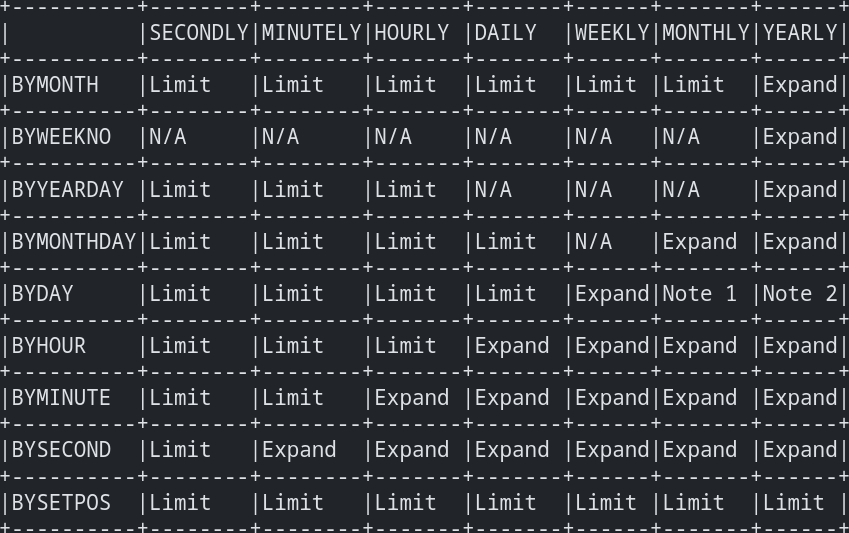 +----------+--------+--------+-------+-------+------+-------+------+
|          |SECONDLY|MINUTELY|HOURLY |DAILY  |WEEKLY|MONTHLY|YEARLY|
+----------+--------+--------+-------+-------+------+-------+------+
|BYMONTH   |Limit   |Limit   |Limit  |Limit  |Limit |Limit  |Expand|
+----------+--------+--------+-------+-------+------+-------+------+
|BYWEEKNO  |N/A     |N/A     |N/A    |N/A    |N/A   |N/A    |Expand|
+----------+--------+--------+-------+-------+------+-------+------+
|BYYEARDAY |Limit   |Limit   |Limit  |N/A    |N/A   |N/A    |Expand|
+----------+--------+--------+-------+-------+------+-------+------+
|BYMONTHDAY|Limit   |Limit   |Limit  |Limit  |N/A   |Expand |Expand|
+----------+--------+--------+-------+-------+------+-------+------+
|BYDAY     |Limit   |Limit   |Limit  |Limit  |Expand|Note 1 |Note 2|
+----------+--------+--------+-------+-------+------+-------+------+
|BYHOUR    |Limit   |Limit   |Limit  |Expand |Expand|Expand |Expand|
+----------+--------+--------+-------+-------+------+-------+------+
|BYMINUTE  |Limit   |Limit   |Expand |Expand |Expand|Expand |Expand|
+----------+--------+--------+-------+-------+------+-------+------+
|BYSECOND  |Limit   |Expand  |Expand |Expand |Expand|Expand |Expand|
+----------+--------+--------+-------+-------+------+-------+------+
|BYSETPOS  |Limit   |Limit   |Limit  |Limit  |Limit |Limit  |Limit |
+----------+--------+--------+-------+-------+------+-------+------+